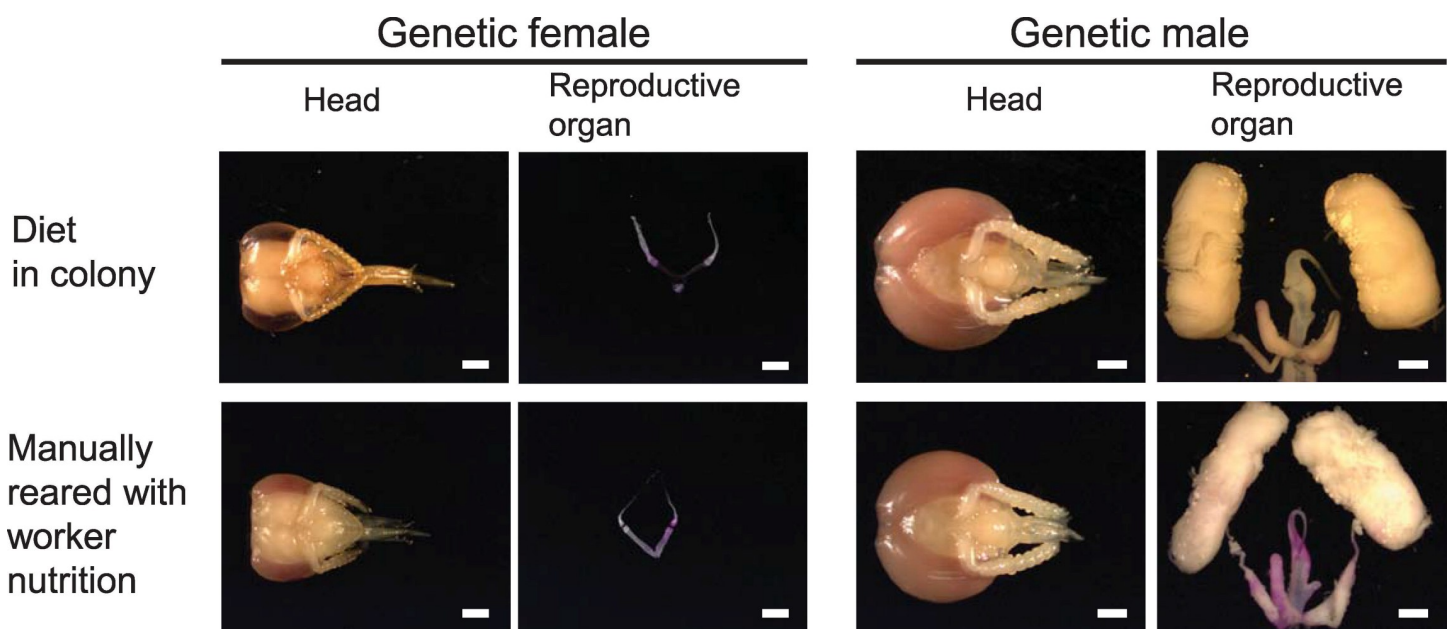 Genetic female
Genetic male
Head
Reproductive
organ
Head
Reproductive
organ
Diet
in colony
Manually
reared with
worker
nutrition